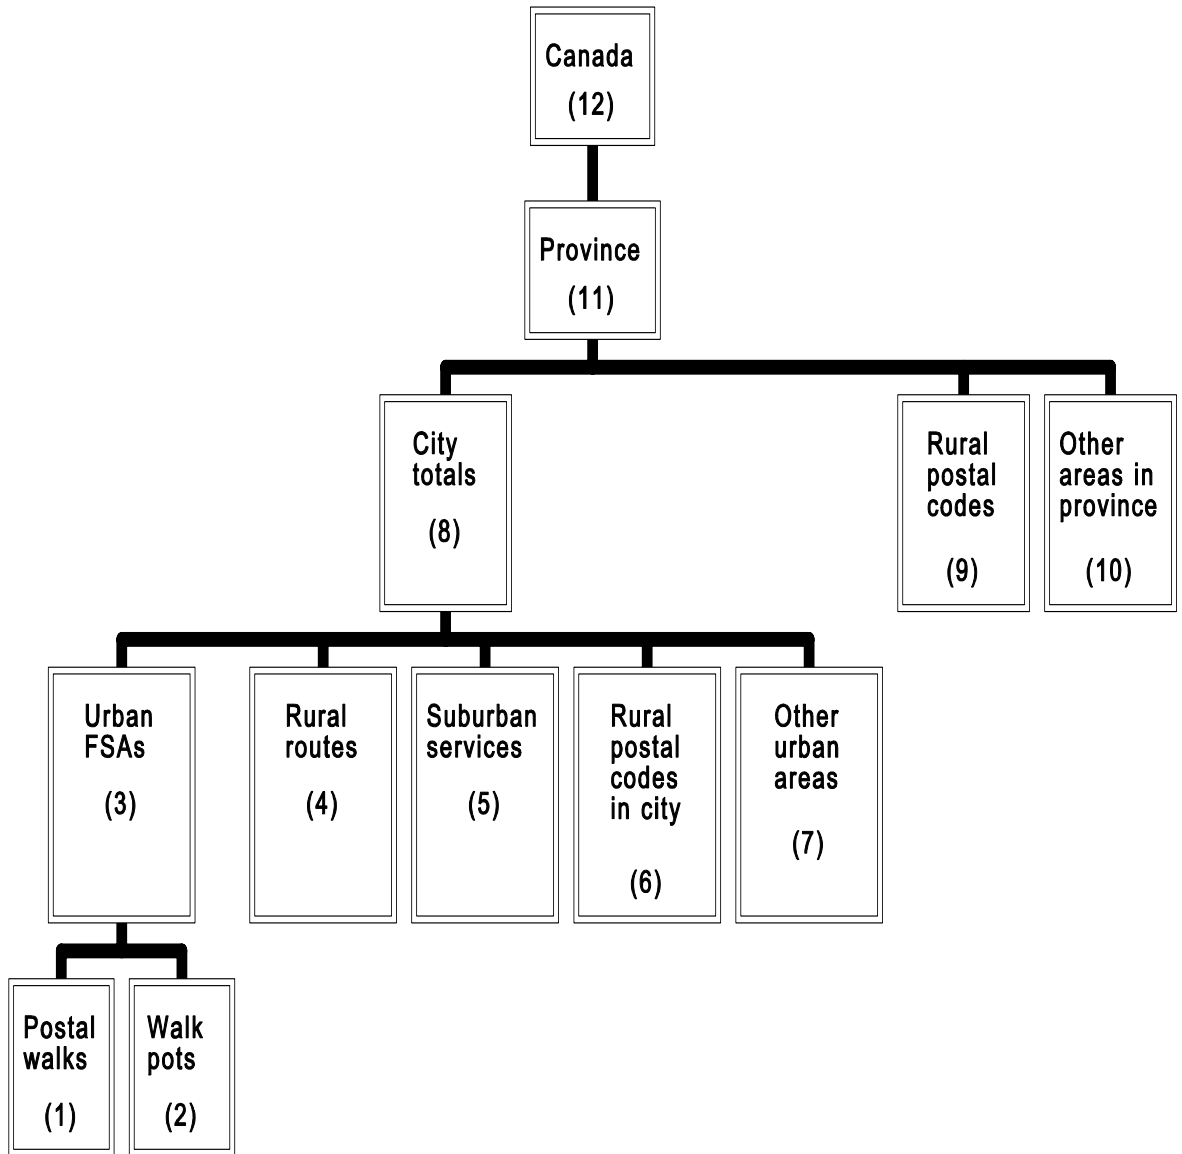 Canada
(12)
Province
(11)
City
totals
(8)
Rural
postal
codes
(9)
Other
areas in
province
(10)
Urban
FSAs
(3)
Rural
routes
(4)
Suburban
services
(5)
Rural
postal
codes
in city
(6)
Other
urban
areas
(7)
Postal
walks
(1)
Walk
pots
(2)